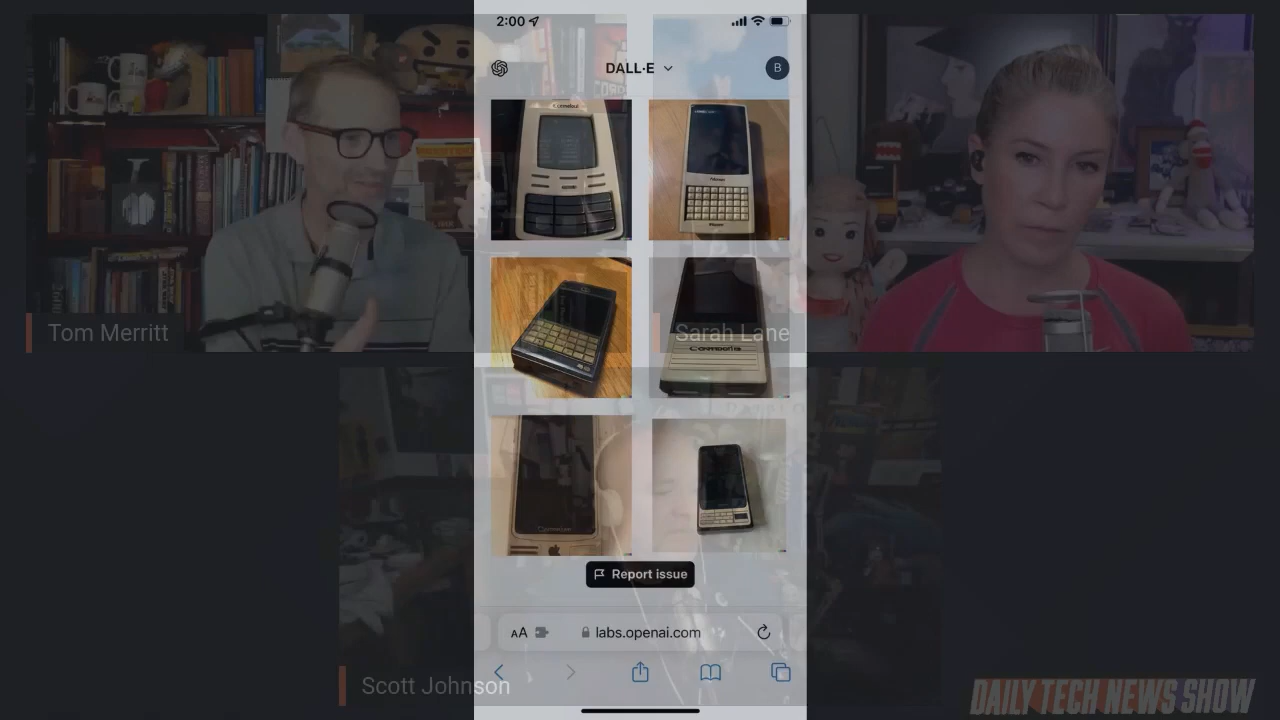 2:00
DALL·E
B
Tom Merritt
Sarah Lane
Report issue
AA
labs.openai.com
Scott Johnson
DAILY TECH NEWS SHOW